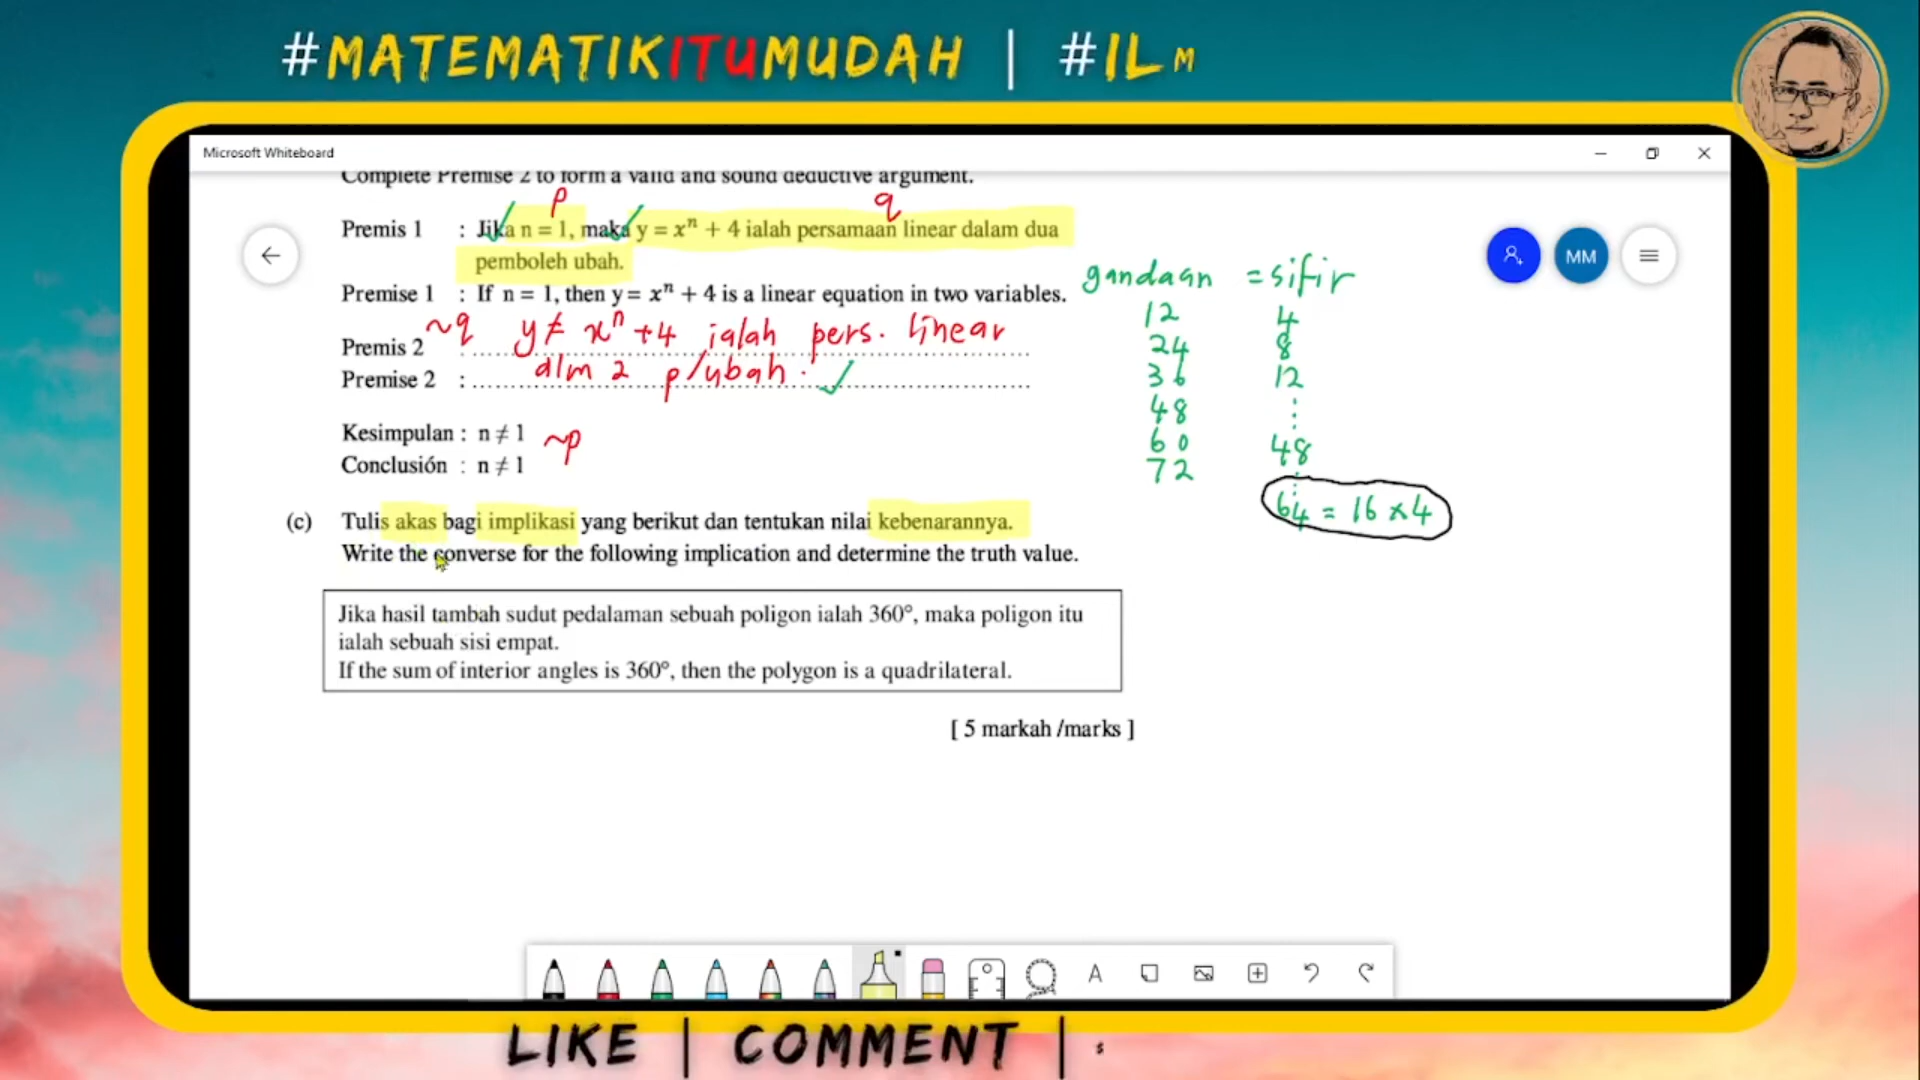 #MATEMATIKITUMUDAH | #ILM
Microsoft Whiteboard
Complete Premise 2 to form a valid and sound deductive argument.
p q
Premis 1 : Jika n = 1, maka y = xⁿ + 4 ialah persamaan linear dalam dua
pemboleh ubah.
Premise 1 : If n = 1, then y = xⁿ + 4 is a linear equation in two variables.
~q y ≠ xⁿ + 4 ialah pers. linear
Premis 2
dlm 2 p/ubah.
Premise 2 :
Kesimpulan : n ≠ 1
~p
Conclusión : n ≠ 1
gandaan = sifir
12 4
24 8
36 12
48 ⋮
60 48
72 ⋮
64 = 16 × 4
MM
(c) Tulis akas bagi implikasi yang berikut dan tentukan nilai kebenarannya.
Write the converse for the following implication and determine the truth value.
Jika hasil tambah sudut pedalaman sebuah poligon ialah 360°, maka poligon itu
ialah sebuah sisi empat.
If the sum of interior angles is 360°, then the polygon is a quadrilateral.
[ 5 markah /marks ]
A
LIKE | COMMENT | s